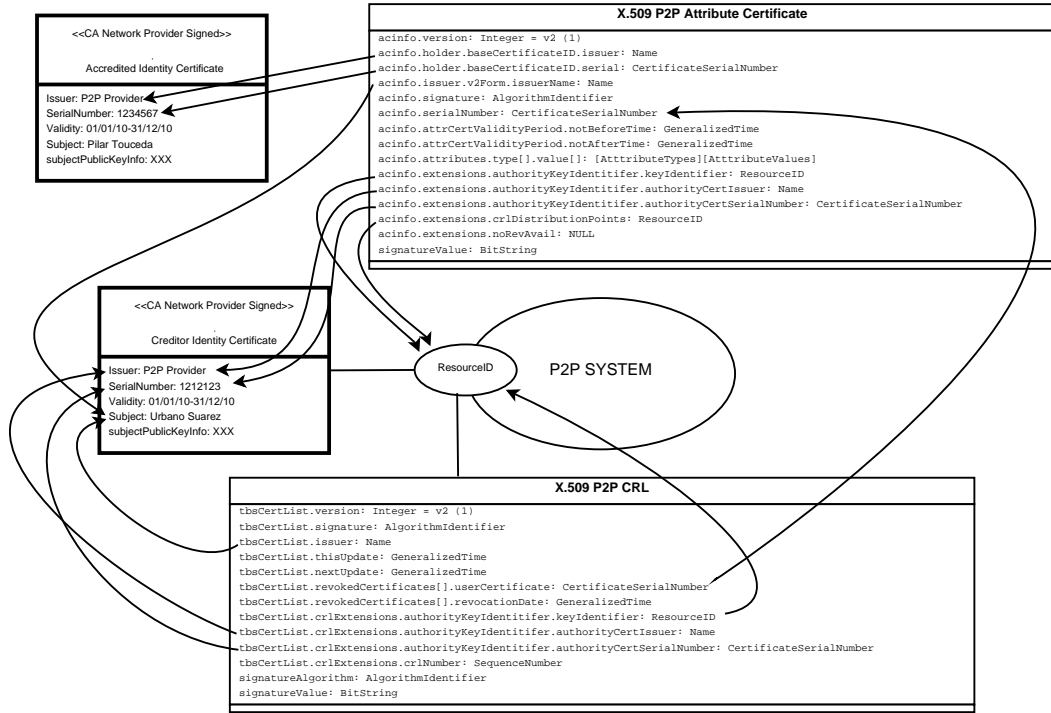 <<CA Network Provider Signed>>
.
Accredited Identity Certificate
Issuer: P2P Provider
SerialNumber: 1234567
Validity: 01/01/10-31/12/10
Subject: Pilar Touceda
subjectPublicKeyInfo: XXX
X.509 P2P Attribute Certificate
acinfo.version: Integer = v2 (1)
acinfo.holder.baseCertificateID.issuer: Name
acinfo.holder.baseCertificateID.serial: CertificateSerialNumber
acinfo.issuer.v2Form.issuerName: Name
acinfo.signature: AlgorithmIdentifier
acinfo.serialNumber: CertificateSerialNumber
acinfo.attrCertValidityPeriod.notBeforeTime: GeneralizedTime
acinfo.attrCertValidityPeriod.notAfterTime: GeneralizedTime
acinfo.attributes.type[].value[]: [AtttributeTypes][AtttributeValues]
acinfo.extensions.authorityKeyIdentitifer.keyIdentifier: ResourceID
acinfo.extensions.authorityKeyIdentitifer.authorityCertIssuer: Name
acinfo.extensions.authorityKeyIdentitifer.authorityCertSerialNumber: CertificateSerialNumber
acinfo.extensions.crlDistributionPoints: ResourceID
acinfo.extensions.noRevAvail: NULL
signatureValue: BitString
<<CA Network Provider Signed>>
.
Creditor Identity Certificate
Issuer: P2P Provider
SerialNumber: 1212123
Validity: 01/01/10-31/12/10
Subject: Urbano Suarez
subjectPublicKeyInfo: XXX
ResourceID
P2P SYSTEM
X.509 P2P CRL
tbsCertList.version: Integer = v2 (1)
tbsCertList.signature: AlgorithmIdentifier
tbsCertList.issuer: Name
tbsCertList.thisUpdate: GeneralizedTime
tbsCertList.nextUpdate: GeneralizedTime
tbsCertList.revokedCertificates[].userCertificate: CertificateSerialNumber
tbsCertList.revokedCertificates[].revocationDate: GeneralizedTime
tbsCertList.crlExtensions.authorityKeyIdentitifer.keyIdentifier: ResourceID
tbsCertList.crlExtensions.authorityKeyIdentitifer.authorityCertIssuer: Name
tbsCertList.crlExtensions.authorityKeyIdentitifer.authorityCertSerialNumber: CertificateSerialNumber
tbsCertList.crlExtensions.crlNumber: SequenceNumber
signatureAlgorithm: AlgorithmIdentifier
signatureValue: BitString